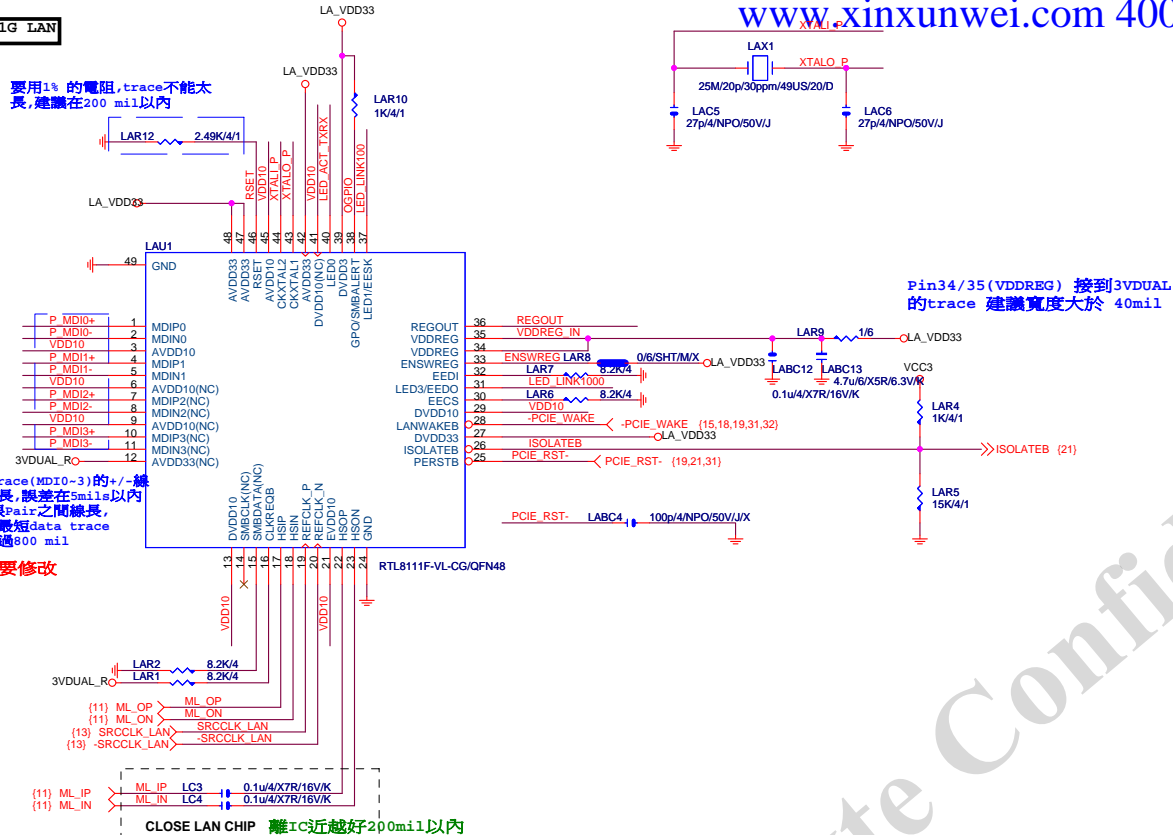 www.xinxunwei.com 400
1G LAN
LA_VDD33
要用1% 的電阻,trace不能太
長,建議在200 mil以內
LA_VDD33
LAR10
1K/4/1
LAR12 2.49K/4/1
XTALI_P
LAX1
XTALO_P
25M/20p/30ppm/49US/20/D
LAC5
27p/4/NPO/50V/J
LAC6
27p/4/NPO/50V/J
RSET
VDD10
XTALI_P
XTALO_P
VDD10
LED_ACT_TXRX
OGPIO
LED_LINK100
LA_VDD33
48 47 46 45 44 43 42 41 40 39 38 37
LAU1
49 GND
AVDD33
AVDD33
RSET
AVDD10
CKXTAL2
CKXTAL1
AVDD33
DVDD10(NC)
LED0
DVDD3
GPO/SMBALERT
LED1/EESK
P_MDI0+ 1 MDIP0
P_MDI0- 2 MDIN0
VDD10 3 AVDD10
P_MDI1+ 4 MDIP1
P_MDI1- 5 MDIN1
VDD10 6 AVDD10(NC)
P_MDI2+ 7 MDIP2(NC)
P_MDI2- 8 MDIN2(NC)
VDD10 9 AVDD10(NC)
P_MDI3+ 10 MDIP3(NC)
P_MDI3- 11 MDIN3(NC)
3VDUAL_R 12 AVDD33(NC)
REGOUT 36 REGOUT
VDDREG 35 VDDREG_IN
VDDREG 34
ENSWREG 33 ENSWREG LAR8 0/6/SHT/M/X LA_VDD33
EEDI 32 LAR7 8.2K/4
LED3/EEDO 31 LED_LINK1000
EECS 30 LAR6 8.2K/4
DVDD10 29 VDD10
LANWAKEB 28 -PCIE_WAKE -PCIE_WAKE {15,18,19,31,32}
DVDD33 27 LA_VDD33
ISOLATEB 26 ISOLATEB
PERSTB 25 PCIE_RST- PCIE_RST- {19,21,31}
Pin34/35(VDDREG) 接到3VDUAL
的trace 建議寬度大於 40mil
LAR9 1/6 LA_VDD33
LABC12
0.1u/4/X7R/16V/K
LABC13
4.7u/6/X5R/6.3V/K
VCC3
LAR4
1K/4/1
ISOLATEB {21}
LAR5
15K/4/1
PCIE_RST- LABC4 100p/4/NPO/50V/J/X
race(MDI0~3)的+/-線
長,誤差在5mils以內
Pair之間線長,
最短data trace
過800 mil
要修改
DVDD10
SMBCLK(NC)
SMBDATA(NC)
CLKREQB
HSIP
HSIN
REFCLK_P
REFCLK_N
EVDD10
HSOP
HSON
GND
13 14 15 16 17 18 19 20 21 22 23 24
RTL8111F-VL-CG/QFN48
VDD10
VDD10
LAR2 8.2K/4
3VDUAL_R LAR1 8.2K/4
{11} ML_OP ML_OP
{11} ML_ON ML_ON
{13} SRCCLK_LAN SRCCLK_LAN
{13} -SRCCLK_LAN -SRCCLK_LAN
{11} ML_IP ML_IP LC3 0.1u/4/X7R/16V/K
{11} ML_IN ML_IN LC4 0.1u/4/X7R/16V/K
CLOSE LAN CHIP 離IC近越好200mil以內